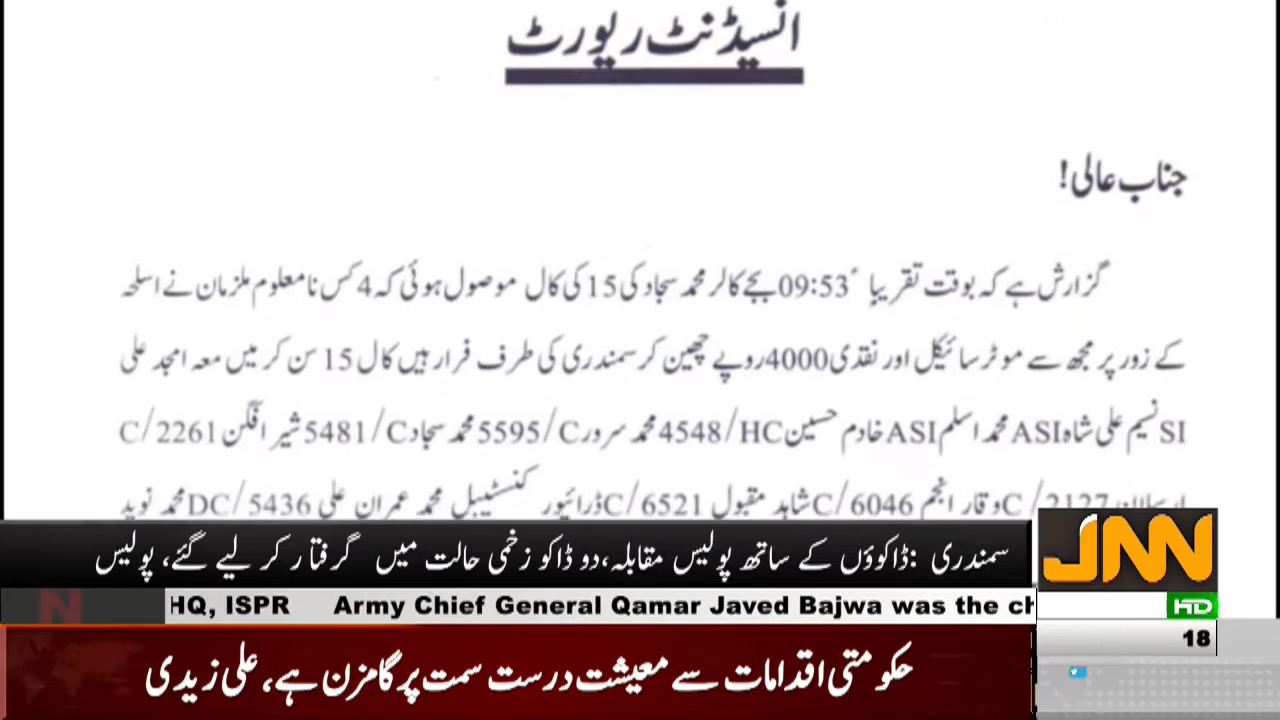 انسیڈنٹ رپورٹ
جناب عالی!
گزارش ہے کہ بوقت تقریباً 09:53 بجے کالر محمد سجاد کی 15 کی کال موصول ہوئی کہ 4 کس نا معلوم ملزمان نے اسلحہ
کے زور پر مجھ سے موٹر سائیکل اور نقدی 4000روپے چھین کر سمندری کی طرف فرار ہیں کال 15 سن کر میں معہ امجد علی
SI نسیم علی شاہ ASI محمد اسلم ASI خادم حسین 4548/HC محمد سرور 5595/C محمد سجاد 5481/C شیر افگن 2261/C
2127/C وقار انجم 6046/C شاہد مقبول 6521/C ڈرائیور کنسٹیبل محمد عمران علی 5436/DC محمد نوید
سمندری :ڈاکوؤں کے ساتھ پولیس مقابلہ،دو ڈاکو زخمی حالت میں گرفتار کر لیے گئے، پولیس
JNN
HD
N
HQ, ISPR Army Chief General Qamar Javed Bajwa was the ch
18
حکومتی اقدامات سے معیشت درست سمت پر گامزن ہے، علی زیدی